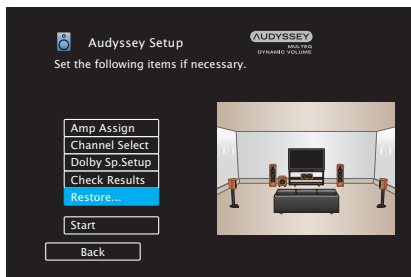 Audyssey Setup
AUDYSSEY
MULTEQ
DYNAMIC VOLUME
Set the following items if necessary.
Amp Assign
Channel Select
Dolby Sp.Setup
Check Results
Restore...
Start
Back